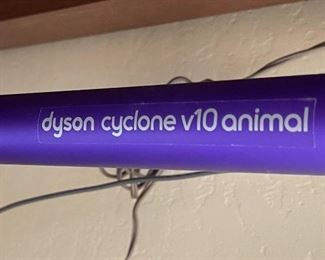 dyson cyclone v10 animal